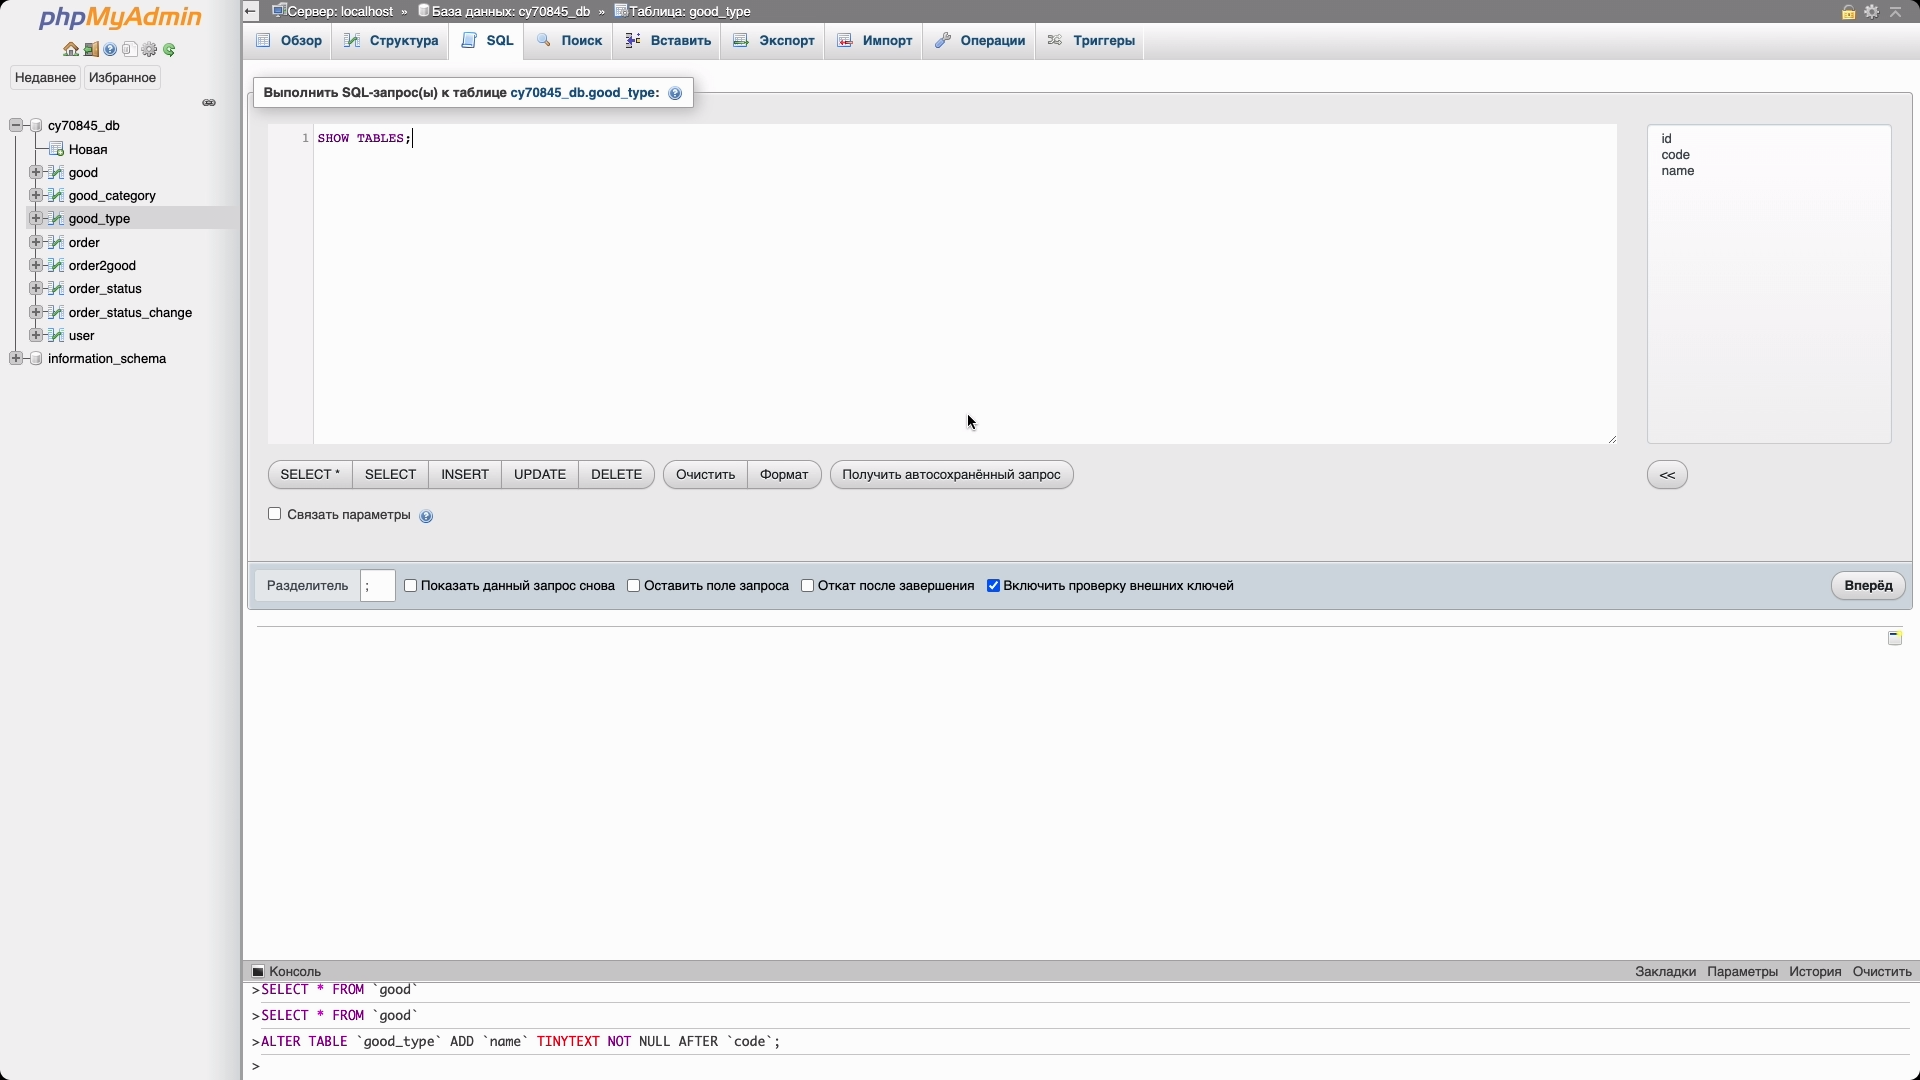 phpMyAdmin
Недавнее Избранное
cy70845_db
Новая
good
good_category
good_type
order
order2good
order_status
order_status_change
user
information_schema
Сервер: localhost » База данных: cy70845_db » Таблица: good_type
Обзор Структура SQL Поиск Вставить Экспорт Импорт Операции Триггеры
Выполнить SQL-запрос(ы) к таблице cy70845_db.good_type:
1 SHOW TABLES;
id
code
name
SELECT * SELECT INSERT UPDATE DELETE Очистить Формат Получить автосохранённый запрос <<
Связать параметры
Разделитель ; Показать данный запрос снова Оставить поле запроса Откат после завершения Включить проверку внешних ключей Вперёд
Консоль Закладки Параметры История Очистить
>SELECT * FROM `good`
>SELECT * FROM `good`
>ALTER TABLE `good_type` ADD `name` TINYTEXT NOT NULL AFTER `code`;
>